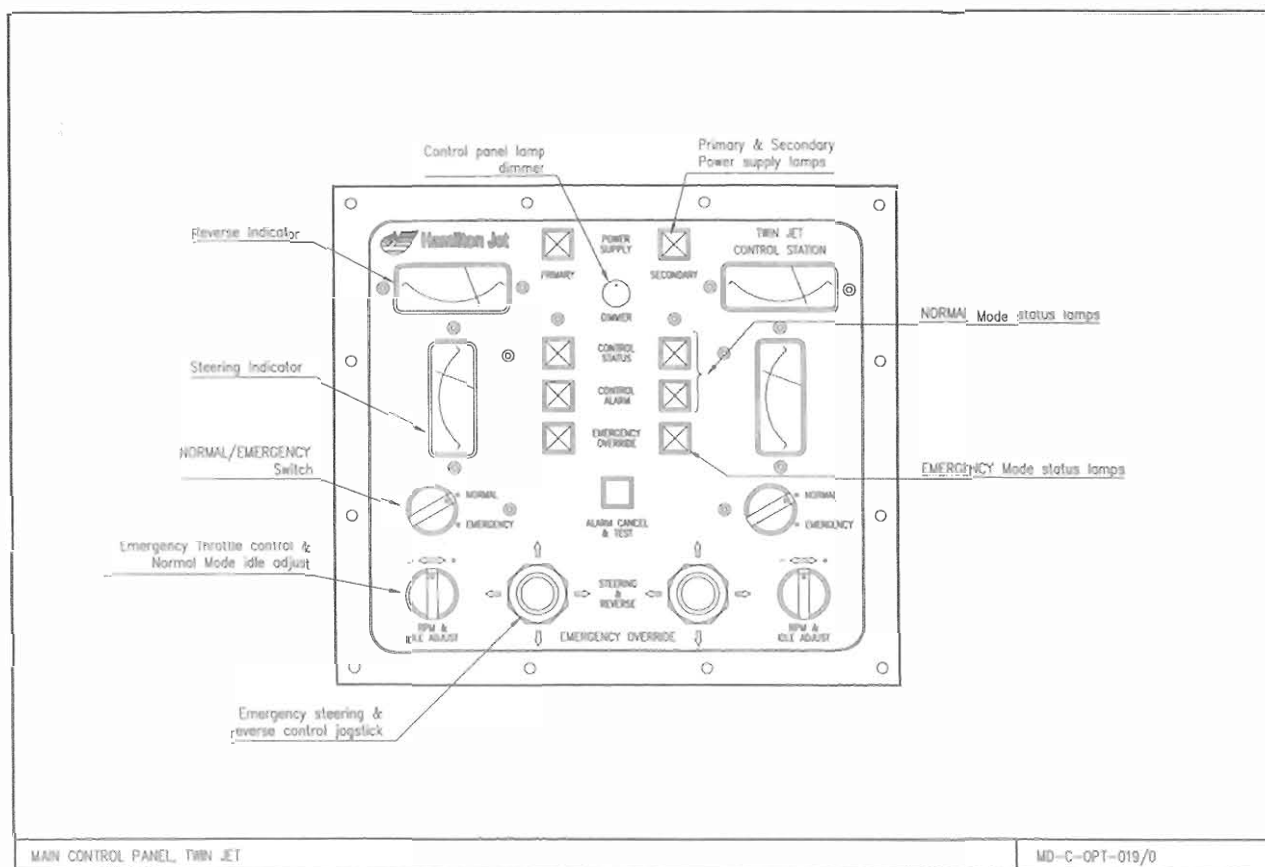 Control panel lamp
dimmer
Primary & Secondary
Power supply lamps
Reverse Indicator
Hamilton Jet
POWER
SUPPLY
PRIMARY
SECONDARY
TWIN JET
CONTROL STATION
DIMMER
NORMAL Mode status lamps
CONTROL
STATUS
Steering Indicator
CONTROL
ALARM
EMERGENCY
OVERRIDE
NORMAL/EMERGENCY
Switch
EMERGENCY Mode status lamps
NORMAL
EMERGENCY
ALARM CANCEL
& TEST
NORMAL
EMERGENCY
Emergency Throttle control &
Normal Mode idle adjust
- +
STEERING
&
REVERSE
- +
RPM &
IDLE ADJUST
EMERGENCY OVERRIDE
RPM &
IDLE ADJUST
Emergency steering &
reverse control jogstick
MAIN CONTROL PANEL, TWIN JET
MD-C-OPT-019/0